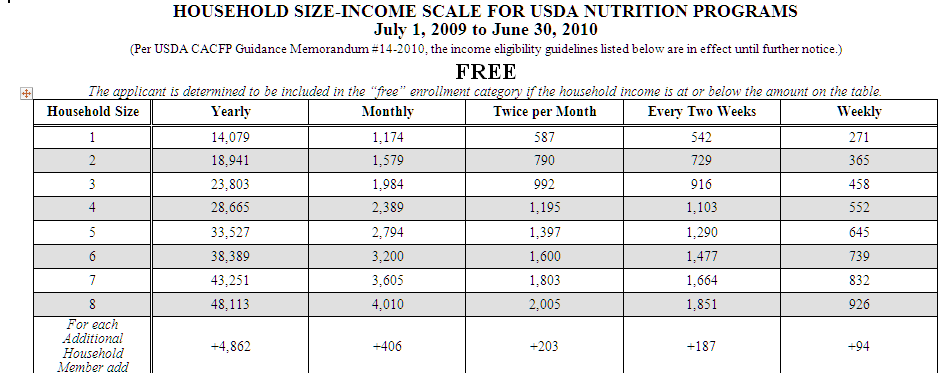 HOUSEHOLD SIZE-INCOME SCALE FOR USDA NUTRITION PROGRAMS
July 1, 2009 to June 30, 2010
(Per USDA CACFP Guidance Memorandum #14-2010, the income eligibility guidelines listed below are in effect until further notice.)
FREE
The applicant is determined to be included in the "free" enrollment category if the household income is at or below the amount on the table.
Household Size Yearly Monthly Twice per Month Every Two Weeks Weekly
1 14,079 1,174 587 542 271
2 18,941 1,579 790 729 365
3 23,803 1,984 992 916 458
4 28,665 2,389 1,195 1,103 552
5 33,527 2,794 1,397 1,290 645
6 38,389 3,200 1,600 1,477 739
7 43,251 3,605 1,803 1,664 832
8 48,113 4,010 2,005 1,851 926
For each
Additional
Household
Member add
+4,862 +406 +203 +187 +94